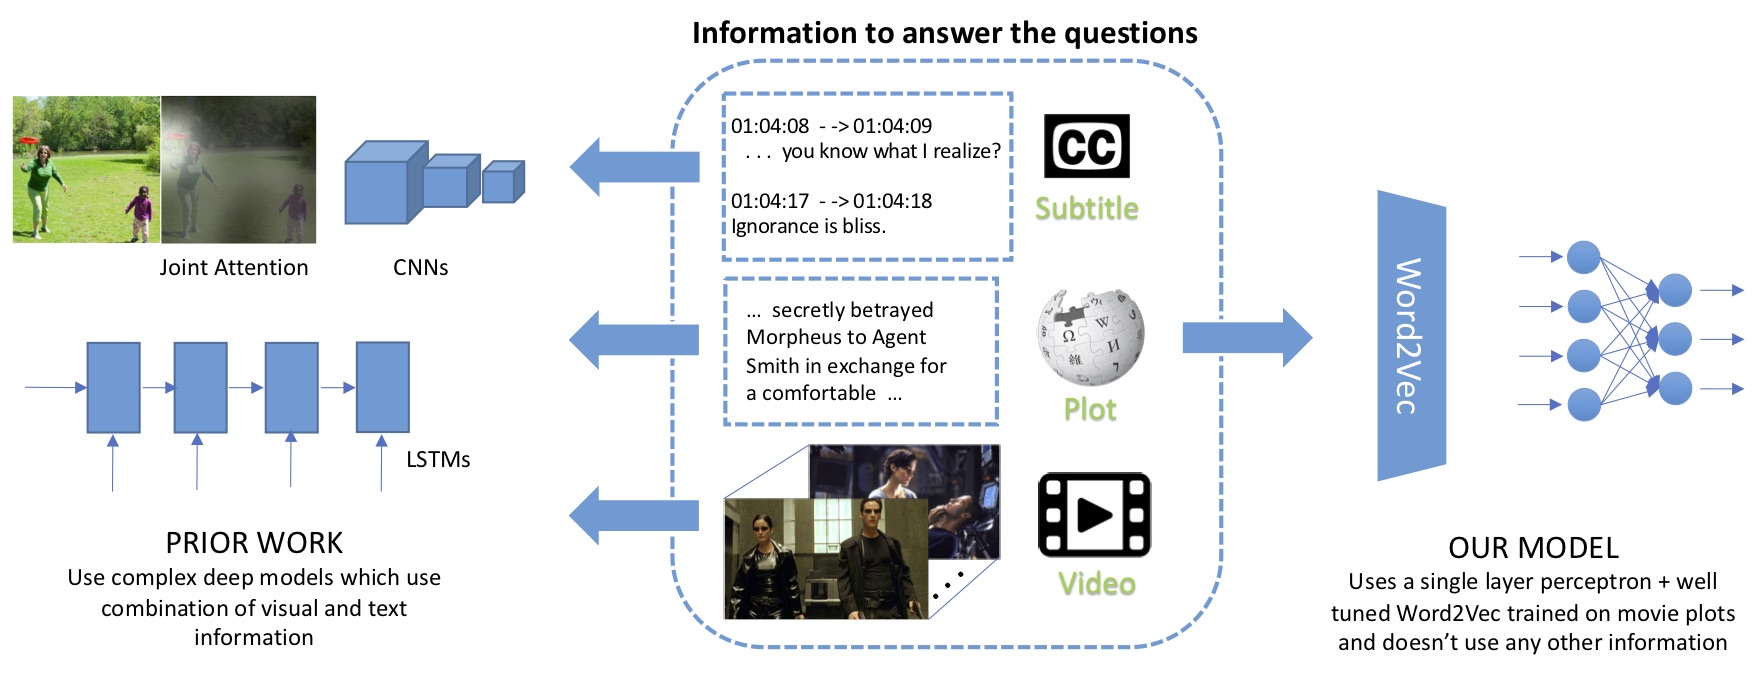 Information to answer the questions
01:04:08 - -> 01:04:09
. . . you know what I realize?
01:04:17 - -> 01:04:18
Ignorance is bliss.
CC
Subtitle
Joint Attention
CNNs
... secretly betrayed
Morpheus to Agent
Smith in exchange for
a comfortable ...
Ω
W
И
維
Plot
Word2Vec
LSTMs
Video
PRIOR WORK
Use complex deep models which use
combination of visual and text
information
OUR MODEL
Uses a single layer perceptron + well
tuned Word2Vec trained on movie plots
and doesn't use any other information